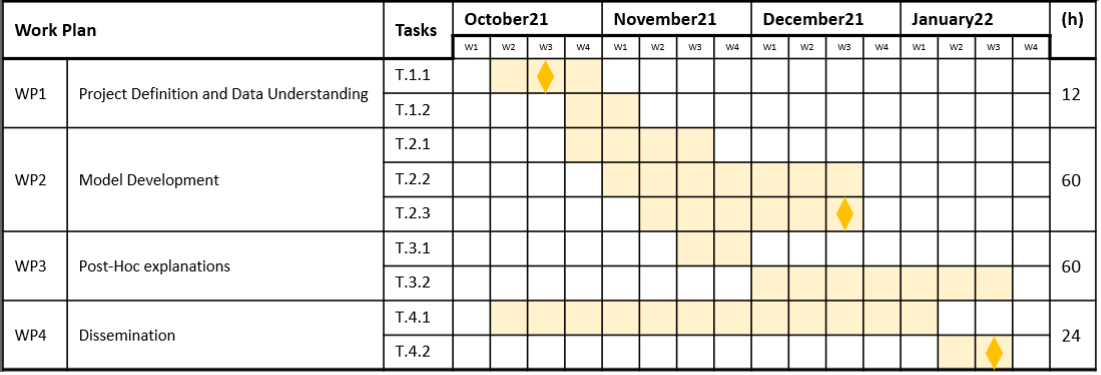 Work Plan Tasks October21 November21 December21 January22 (h)
W1 W2 W3 W4 W1 W2 W3 W4 W1 W2 W3 W4 W1 W2 W3 W4
WP1 Project Definition and Data Understanding T.1.1 12
T.1.2
WP2 Model Development T.2.1 60
T.2.2
T.2.3
WP3 Post-Hoc explanations T.3.1 60
T.3.2
WP4 Dissemination T.4.1 24
T.4.2